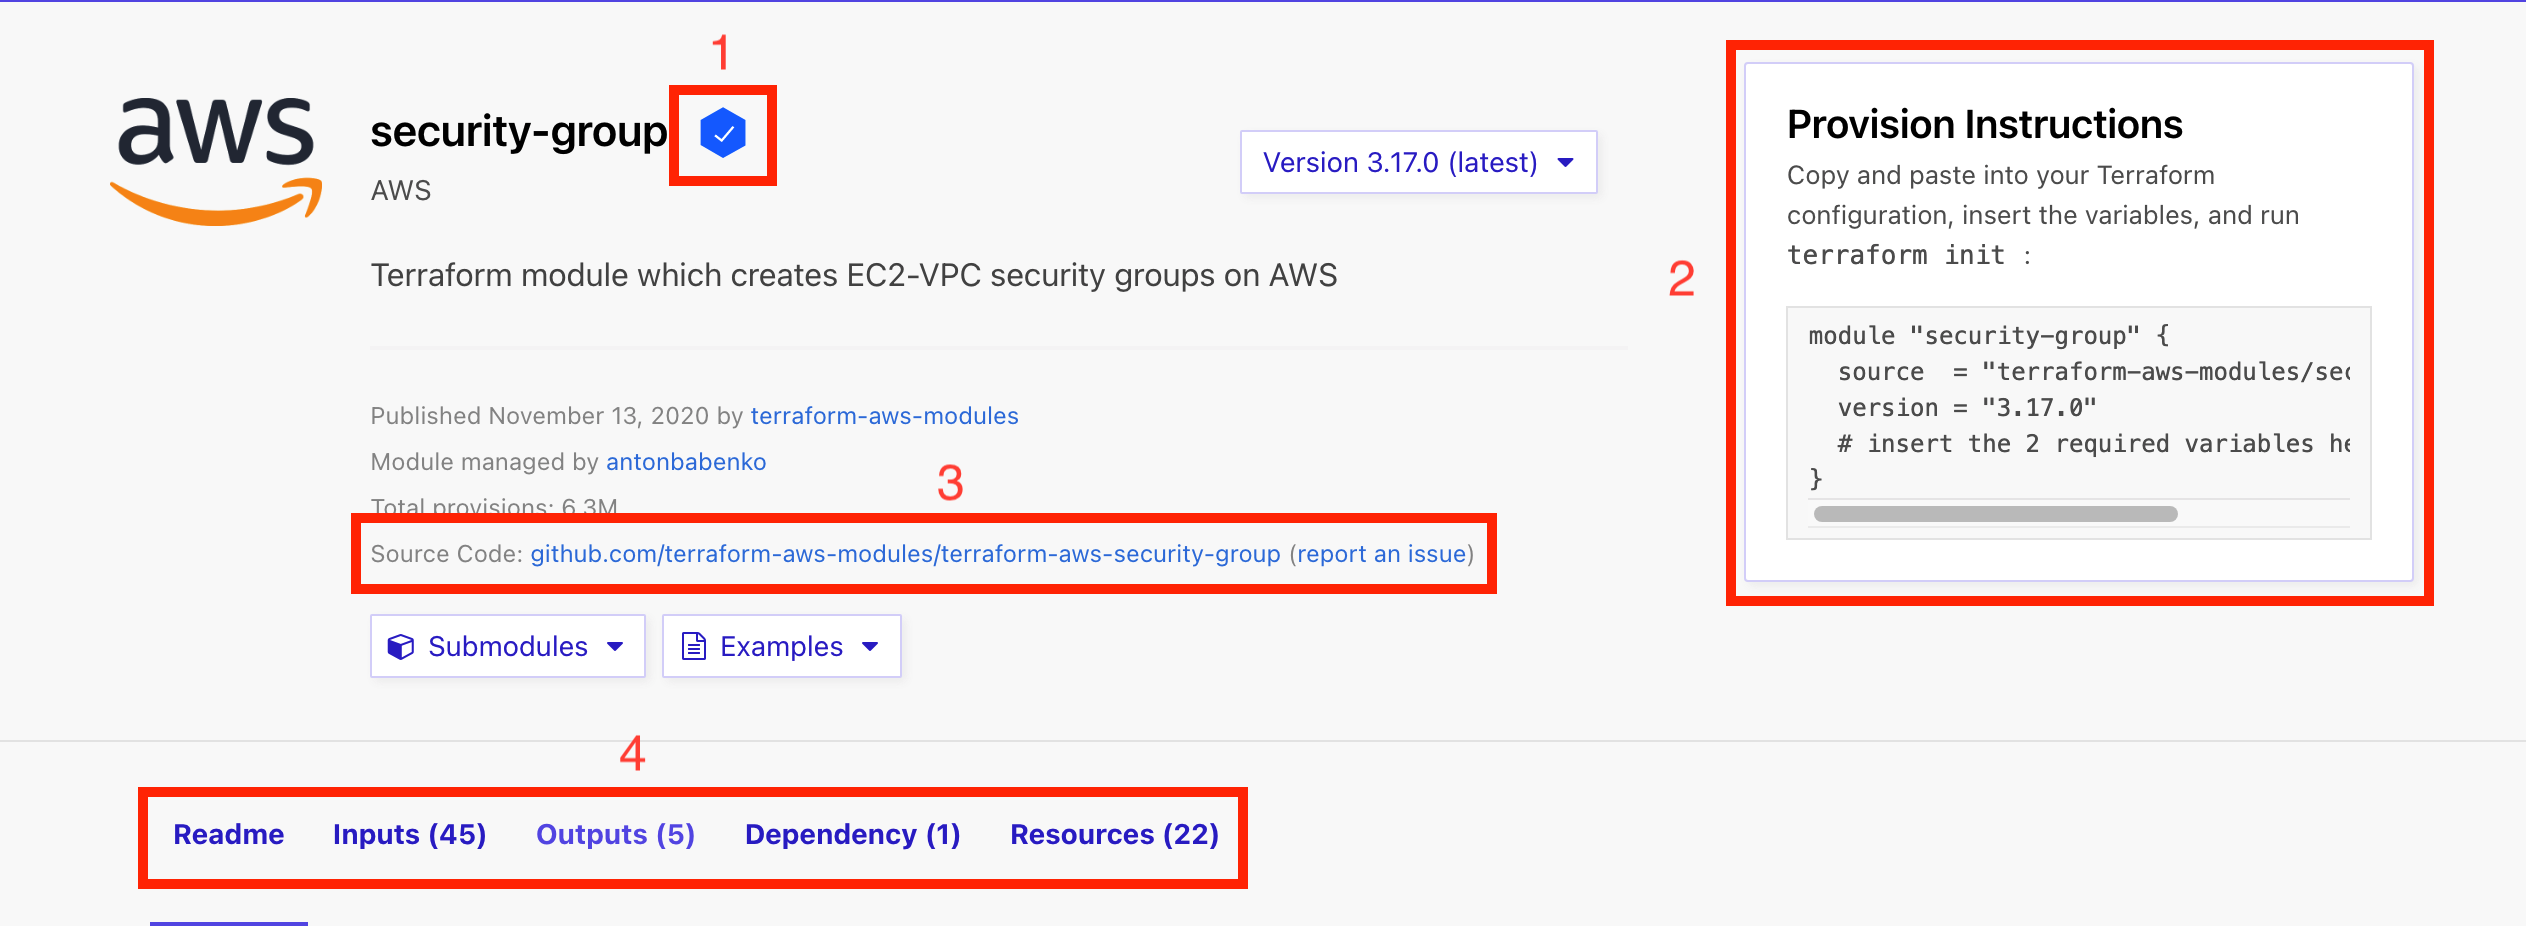 1
aws
security-group
AWS
Version 3.17.0 (latest)
Terraform module which creates EC2-VPC security groups on AWS
Published November 13, 2020 by terraform-aws-modules
Module managed by antonbabenko
3
Total provisions: 6.3M
Source Code: github.com/terraform-aws-modules/terraform-aws-security-group (report an issue)
Submodules
Examples
2
Provision Instructions
Copy and paste into your Terraform
configuration, insert the variables, and run
terraform init :
module "security-group" {
  source  = "terraform-aws-modules/sec
  version = "3.17.0"
  # insert the 2 required variables he
}
4
Readme Inputs (45) Outputs (5) Dependency (1) Resources (22)